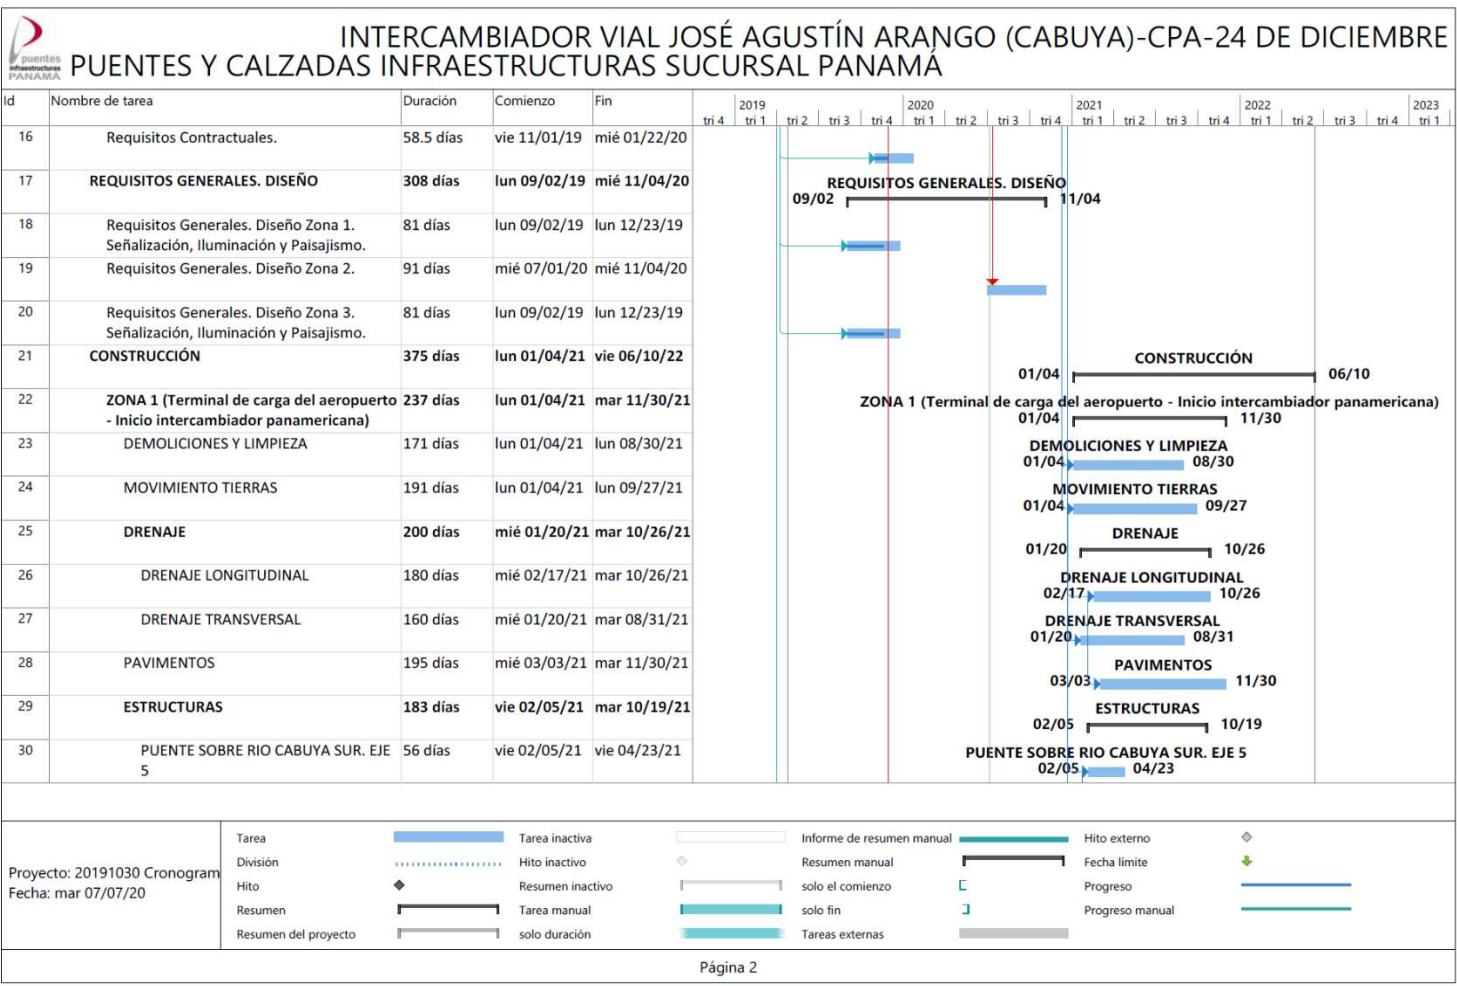 INTERCAMBIADOR VIAL JOSÉ AGUSTÍN ARANGO (CABUYA)-CPA-24 DE DICIEMBRE
puentes
infraestructuras
PANAMÁ
PUENTES Y CALZADAS INFRAESTRUCTURAS SUCURSAL PANAMÁ
Id Nombre de tarea Duración Comienzo Fin
2019 2020 2021 2022 2023
tri 4 tri 1 tri 2 tri 3 tri 4 tri 1 tri 2 tri 3 tri 4 tri 1 tri 2 tri 3 tri 4 tri 1 tri 2 tri 3 tri 4 tri 1
16 Requisitos Contractuales. 58.5 días vie 11/01/19 mié 01/22/20
17 REQUISITOS GENERALES. DISEÑO 308 días lun 09/02/19 mié 11/04/20
REQUISITOS GENERALES. DISEÑO
09/02 11/04
18 Requisitos Generales. Diseño Zona 1. 81 días lun 09/02/19 lun 12/23/19
Señalización, Iluminación y Paisajismo.
19 Requisitos Generales. Diseño Zona 2. 91 días mié 07/01/20 mié 11/04/20
20 Requisitos Generales. Diseño Zona 3. 81 días lun 09/02/19 lun 12/23/19
Señalización, Iluminación y Paisajismo.
21 CONSTRUCCIÓN 375 días lun 01/04/21 vie 06/10/22
CONSTRUCCIÓN
01/04 06/10
22 ZONA 1 (Terminal de carga del aeropuerto 237 días lun 01/04/21 mar 11/30/21
- Inicio intercambiador panamericana)
ZONA 1 (Terminal de carga del aeropuerto - Inicio intercambiador panamericana)
01/04 11/30
23 DEMOLICIONES Y LIMPIEZA 171 días lun 01/04/21 lun 08/30/21
DEMOLICIONES Y LIMPIEZA
01/04 08/30
24 MOVIMIENTO TIERRAS 191 días lun 01/04/21 lun 09/27/21
MOVIMIENTO TIERRAS
01/04 09/27
25 DRENAJE 200 días mié 01/20/21 mar 10/26/21
DRENAJE
01/20 10/26
26 DRENAJE LONGITUDINAL 180 días mié 02/17/21 mar 10/26/21
DRENAJE LONGITUDINAL
02/17 10/26
27 DRENAJE TRANSVERSAL 160 días mié 01/20/21 mar 08/31/21
DRENAJE TRANSVERSAL
01/20 08/31
28 PAVIMENTOS 195 días mié 03/03/21 mar 11/30/21
PAVIMENTOS
03/03 11/30
29 ESTRUCTURAS 183 días vie 02/05/21 mar 10/19/21
ESTRUCTURAS
02/05 10/19
30 PUENTE SOBRE RIO CABUYA SUR. EJE 56 días vie 02/05/21 vie 04/23/21
5
PUENTE SOBRE RIO CABUYA SUR. EJE 5
02/05 04/23
Proyecto: 20191030 Cronogram
Fecha: mar 07/07/20
Tarea Tarea inactiva Informe de resumen manual Hito externo
División Hito inactivo Resumen manual Fecha límite
Hito Resumen inactivo solo el comienzo Progreso
Resumen Tarea manual solo fin Progreso manual
Resumen del proyecto solo duración Tareas externas
Página 2